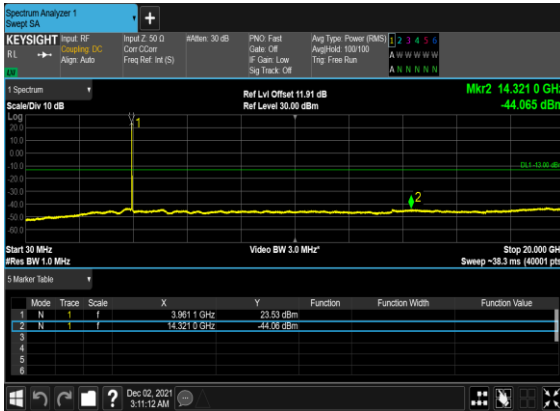 Spectrum Analyzer 1
Swept SA
KEYSIGHT Input: RF Input Z: 50 Ω #Atten: 30 dB PNO: Fast Avg Type: Power (RMS) 1 2 3 4 5 6
RL Coupling: DC Corr CCorr Gate: Off Avg|Hold: 100/100 A W W W W W
Align: Auto Freq Ref: Int (S) IF Gain: Low Trig: Free Run
Sig Track: Off A N N N N N
1 Spectrum Ref Lvl Offset 11.91 dB Mkr2 14.321 0 GHz
Scale/Div 10 dB Ref Level 30.00 dBm -44.065 dBm
Log
20.0
10.0
0.00
-10.0
DL1 -13.00 dBm
-20.0
-30.0
-40.0
-50.0
-60.0
1
2
Start 30 MHz Video BW 3.0 MHz* Stop 20.000 GHz
#Res BW 1.0 MHz Sweep ~38.3 ms (40001 pts)
5 Marker Table
Mode Trace Scale X Y Function Function Width Function Value
1 N 1 f 3.961 1 GHz 23.53 dBm
2 N 1 f 14.321 0 GHz -44.06 dBm
3
4
5
6
? Dec 02, 2021
3:11:12 AM